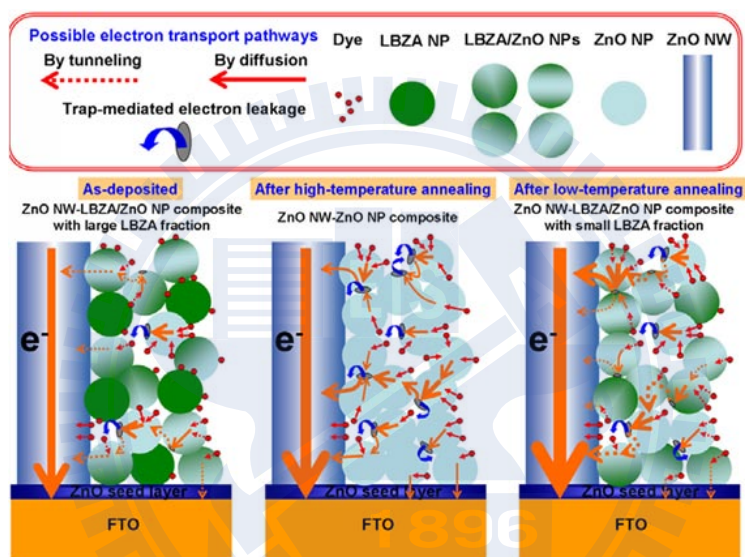 Possible electron transport pathways
By tunneling
By diffusion
Trap-mediated electron leakage
Dye
LBZA NP
LBZA/ZnO NPs
ZnO NP
ZnO NW
As-deposited
ZnO NW-LBZA/ZnO NP composite
with large LBZA fraction
e-
ZnO seed layer
FTO
After high-temperature annealing
ZnO NW-ZnO NP composite
e-
ZnO seed layer
FTO
After low-temperature annealing
ZnO NW-LBZA/ZnO NP composite
with small LBZA fraction
e-
ZnO seed layer
FTO
1896